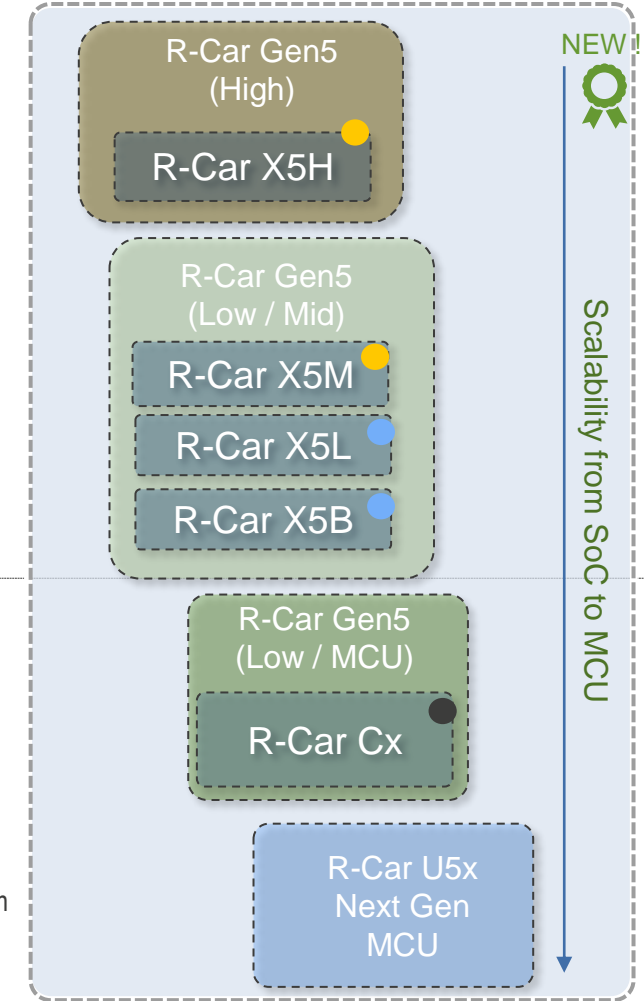 NEW !
R-Car Gen5
(High)
R-Car X5H
R-Car Gen5
(Low / Mid)
R-Car X5M
R-Car X5L
R-Car X5B
Scalability from SoC to MCU
R-Car Gen5
(Low / MCU)
R-Car Cx
R-Car U5x
Next Gen
MCU